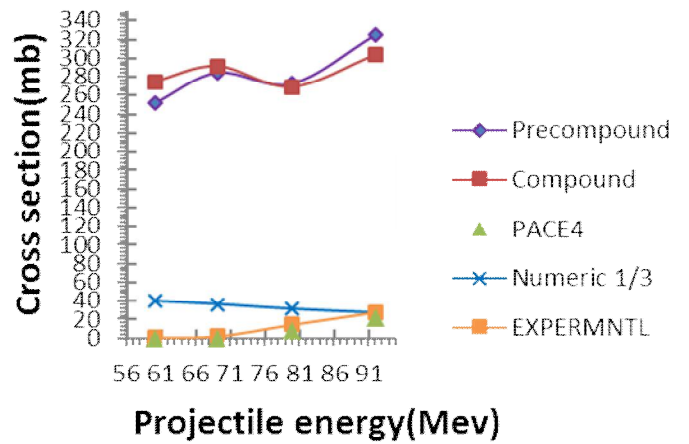 Cross section(mb)
340
320
300
280
260
240
220
200
180
160
140
120
100
80
60
40
20
0
56 61 66 71 76 81 86 91
Projectile energy(Mev)
Precompound
Compound
PACE4
Numeric 1/3
EXPERMNTL